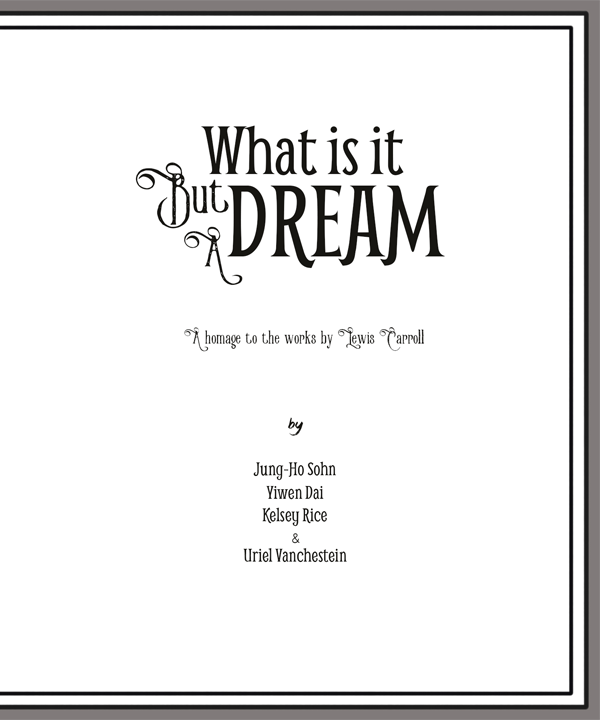 What is it
But A DREAM
A homage to the works by Lewis Carroll
by
Jung-Ho Sohn
Yiwen Dai
Kelsey Rice
&
Uriel Vanchestein